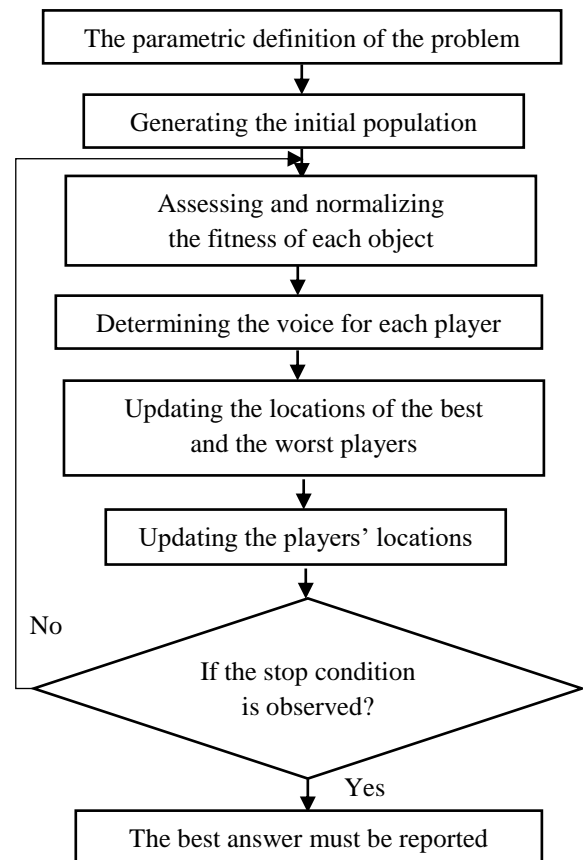 The parametric definition of the problem
Generating the initial population
Assessing and normalizing
the fitness of each object
Determining the voice for each player
Updating the locations of the best
and the worst players
Updating the players’ locations
No
If the stop condition
is observed?
Yes
The best answer must be reported